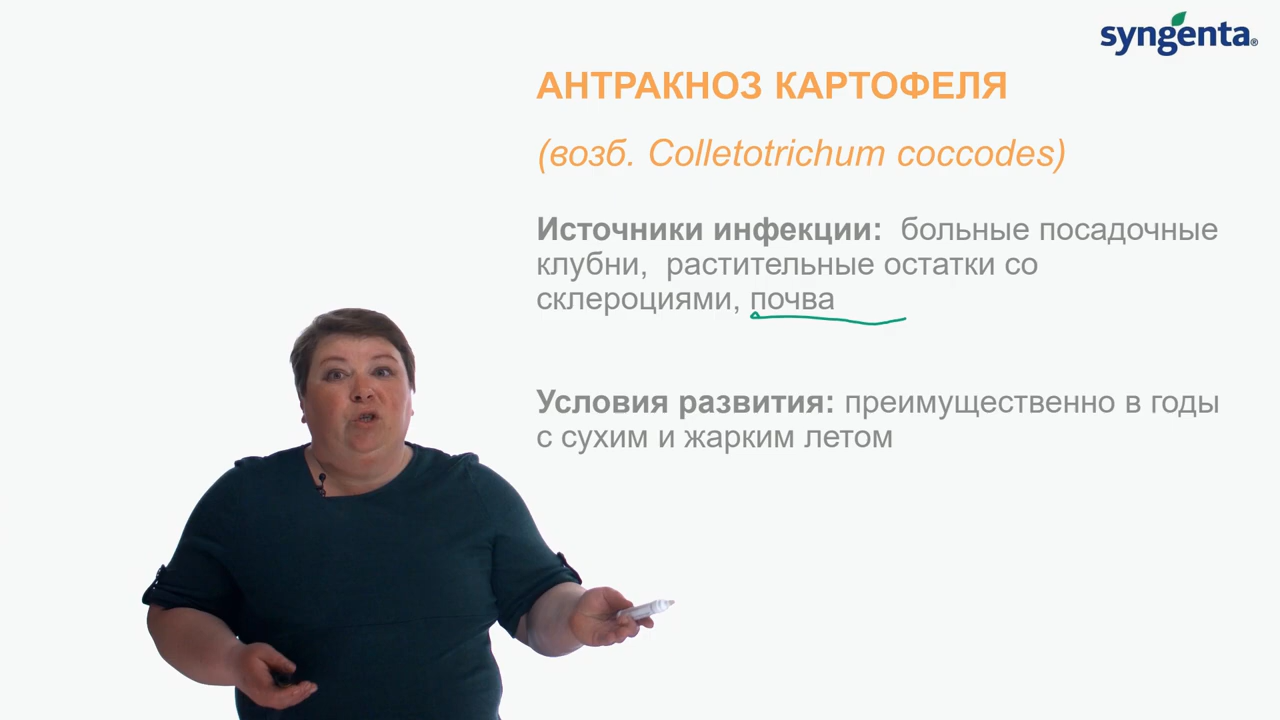 syngenta®
АНТРАКНОЗ КАРТОФЕЛЯ
(возб. Colletotrichum coccodes)
Источники инфекции: больные посадочные
клубни, растительные остатки со
склероциями, почва
Условия развития: преимущественно в годы
с сухим и жарким летом